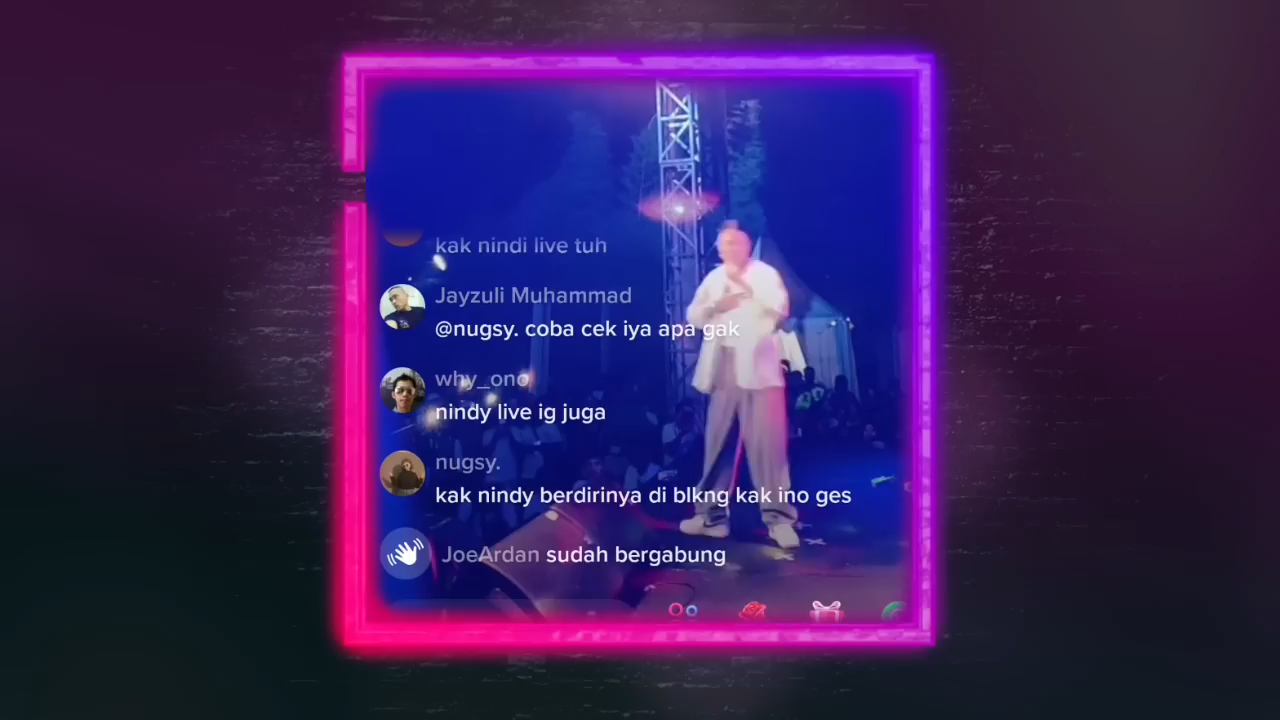 kak nindi live tuh
Jayzuli Muhammad
@nugsy. coba cek iya apa gak
why_ono
nindy live ig juga
nugsy.
kak nindy berdirinya di blkng kak ino ges
JoeArdan sudah bergabung